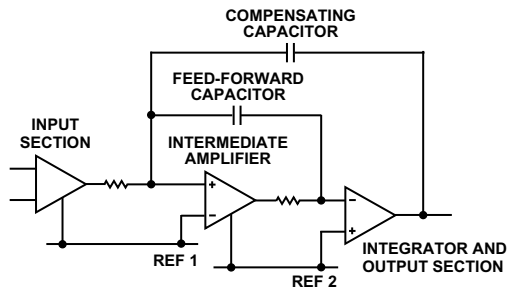 COMPENSATING
CAPACITOR
FEED-FORWARD
CAPACITOR
INPUT
SECTION
INTERMEDIATE
AMPLIFIER
+
–
–
+
REF 1
REF 2
INTEGRATOR AND
OUTPUT SECTION